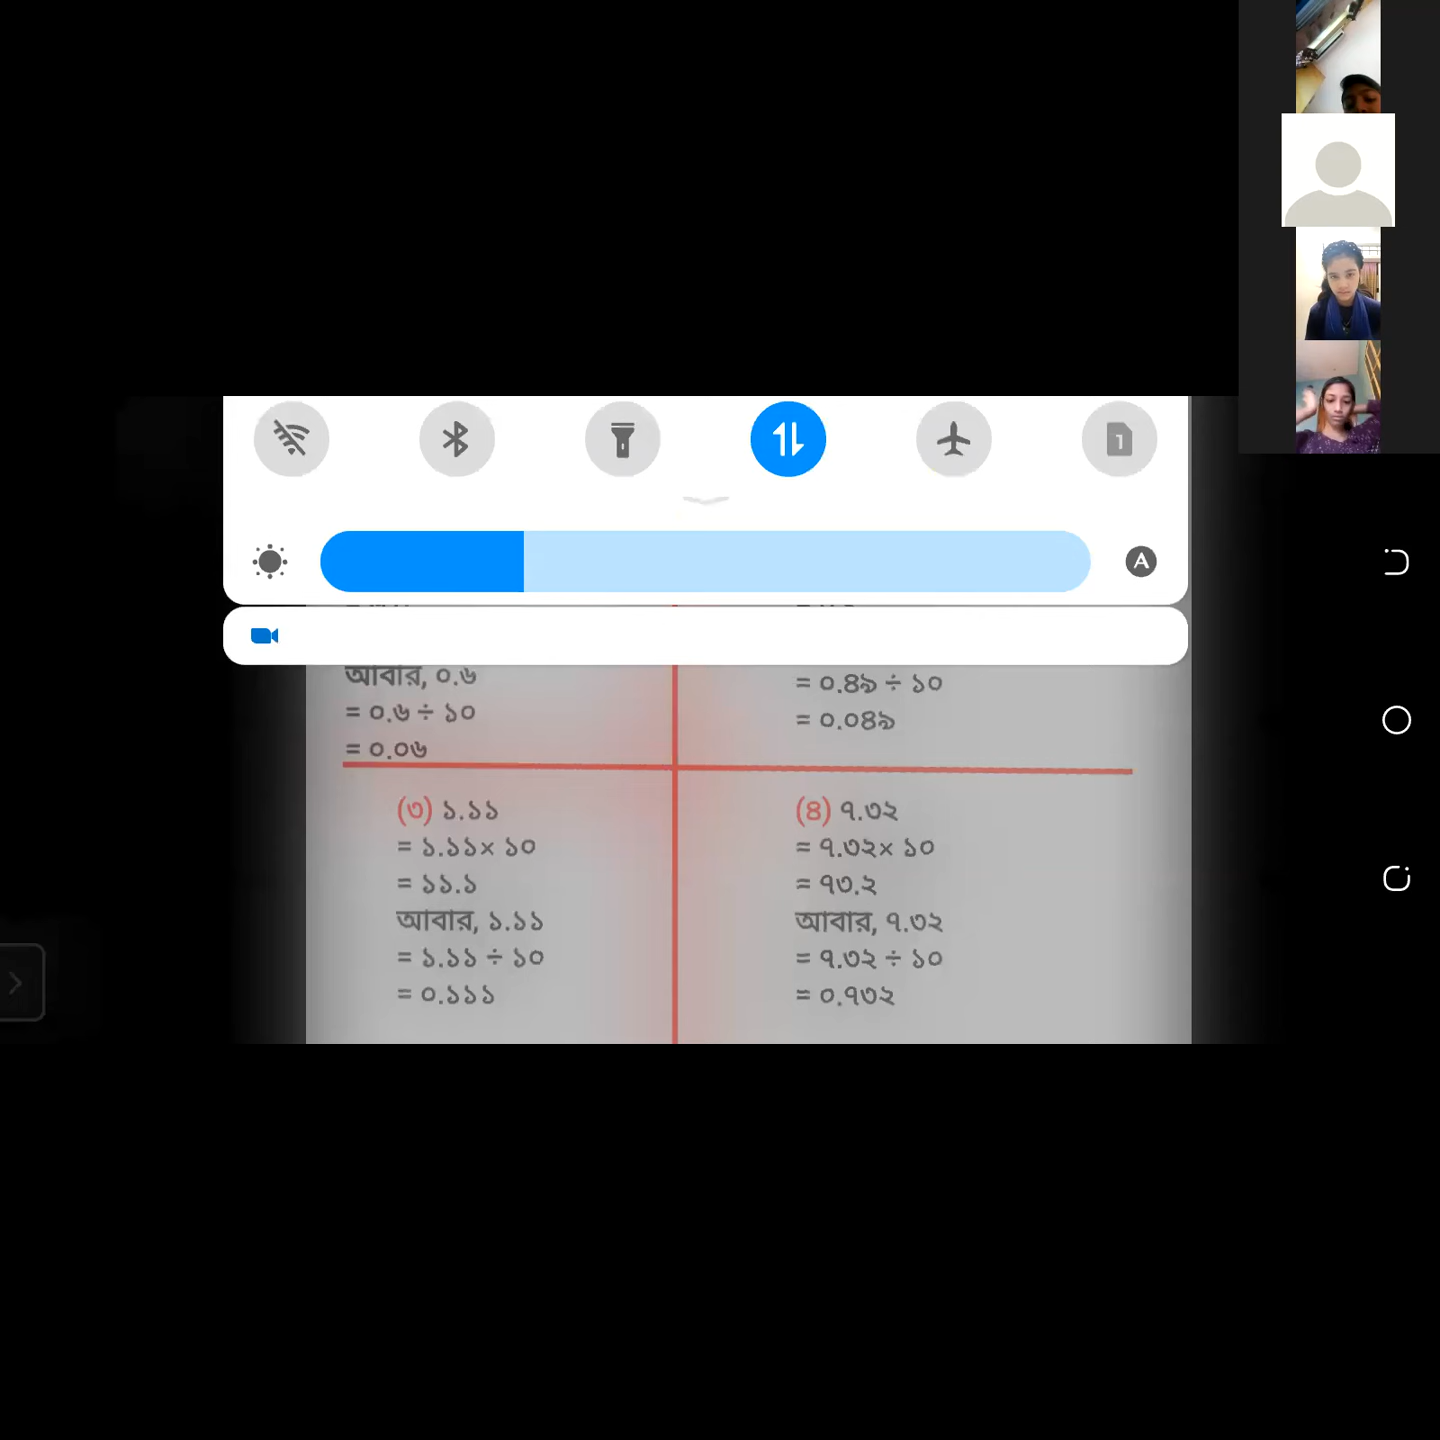 আবার, ০.৬
= ০.৬ ÷ ১০
= ০.০৬
= ০.৪৯ ÷ ১০
= ০.০৪৯
(৩) ১.১১
= ১.১১× ১০
= ১১.১
আবার, ১.১১
= ১.১১ ÷ ১০
= ০.১১১
(৪) ৭.৩২
= ৭.৩২× ১০
= ৭৩.২
আবার, ৭.৩২
= ৭.৩২ ÷ ১০
= ০.৭৩২